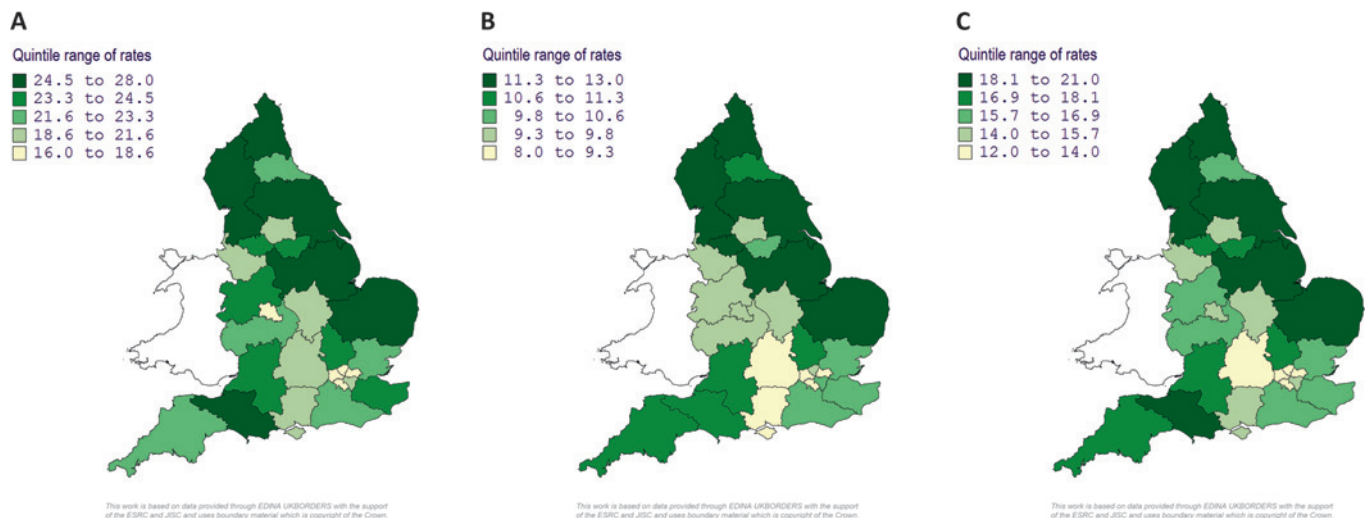 A
Quintile range of rates
24.5 to 28.0
23.3 to 24.5
21.6 to 23.3
18.6 to 21.6
16.0 to 18.6
This work is based on data provided through EDINA UKBORDERS with the support
of the ESRC and JISC and uses boundary material which is copyright of the Crown.
B
Quintile range of rates
11.3 to 13.0
10.6 to 11.3
9.8 to 10.6
9.3 to 9.8
8.0 to 9.3
This work is based on data provided through EDINA UKBORDERS with the support
of the ESRC and JISC and uses boundary material which is copyright of the Crown.
C
Quintile range of rates
18.1 to 21.0
16.9 to 18.1
15.7 to 16.9
14.0 to 15.7
12.0 to 14.0
This work is based on data provided through EDINA UKBORDERS with the support
of the ESRC and JISC and uses boundary material which is copyright of the Crown.